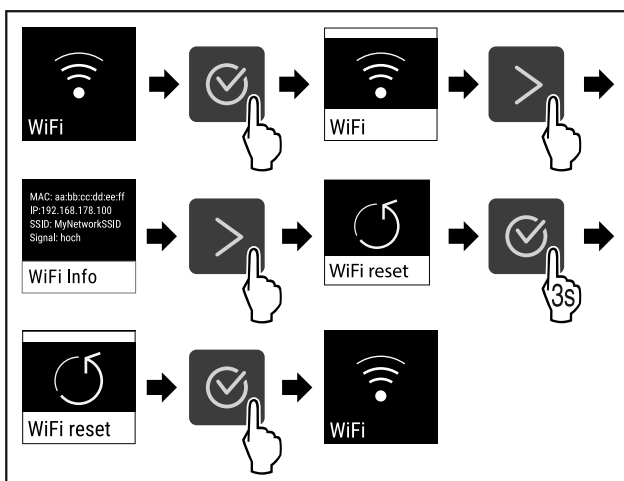 WiFi
WiFi
MAC: aa:bb:cc:dd:ee:ff
IP:192.168.178.100
SSID: MyNetworkSSID
Signal: hoch
WiFi Info
WiFi reset
3s
WiFi reset
WiFi